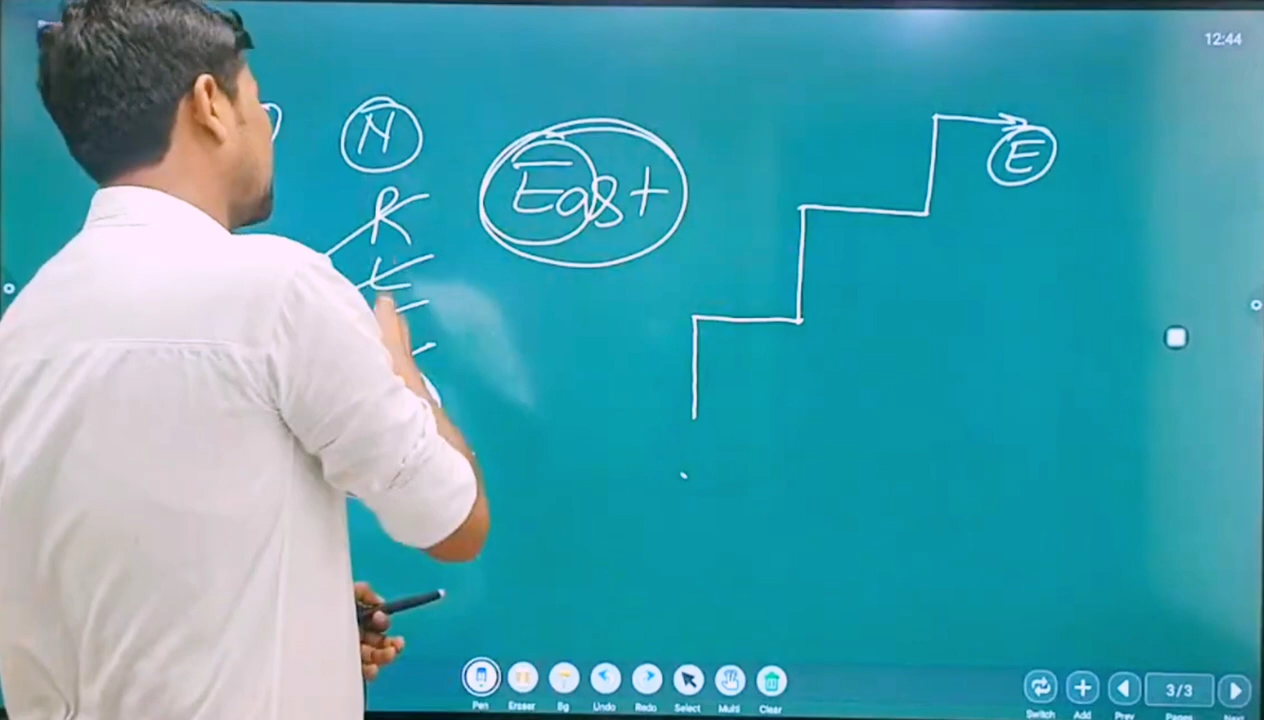 12:44
N
East
E
R
L
Pen Eraser Bg Undo Redo Select Multi Clear
Switch Add Prev 3/3